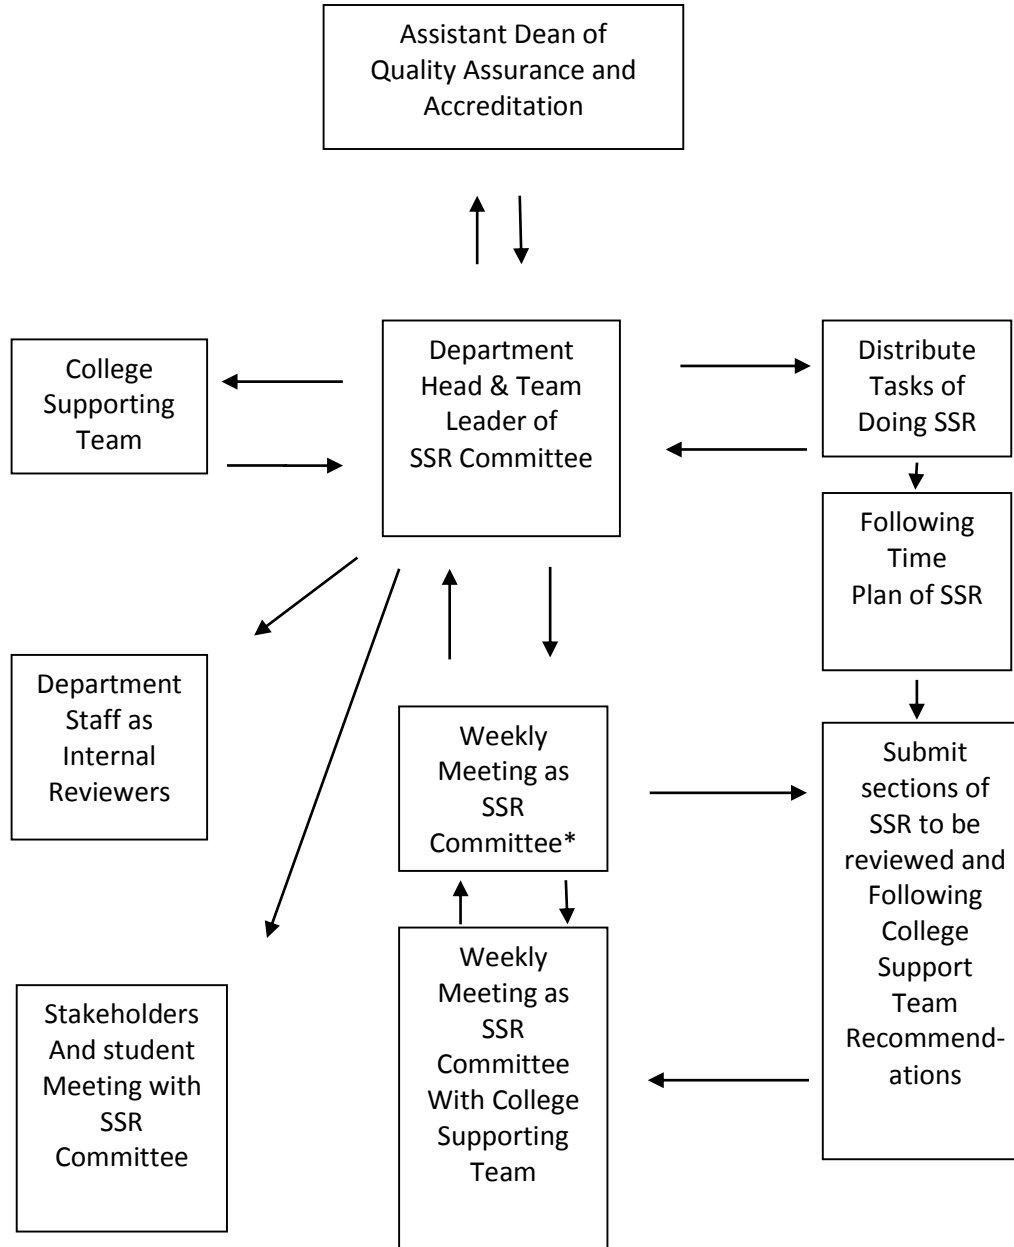 Assistant Dean of
Quality Assurance and
Accreditation
College
Supporting
Team
Department
Head & Team
Leader of
SSR Committee
Distribute
Tasks of
Doing SSR
Following
Time
Plan of SSR
Department
Staff as
Internal
Reviewers
Weekly
Meeting as
SSR
Committee*
Submit
sections of
SSR to be
reviewed and
Following
College
Support
Team
Recommend-
ations
Stakeholders
And student
Meeting with
SSR
Committee
Weekly
Meeting as
SSR
Committee
With College
Supporting
Team